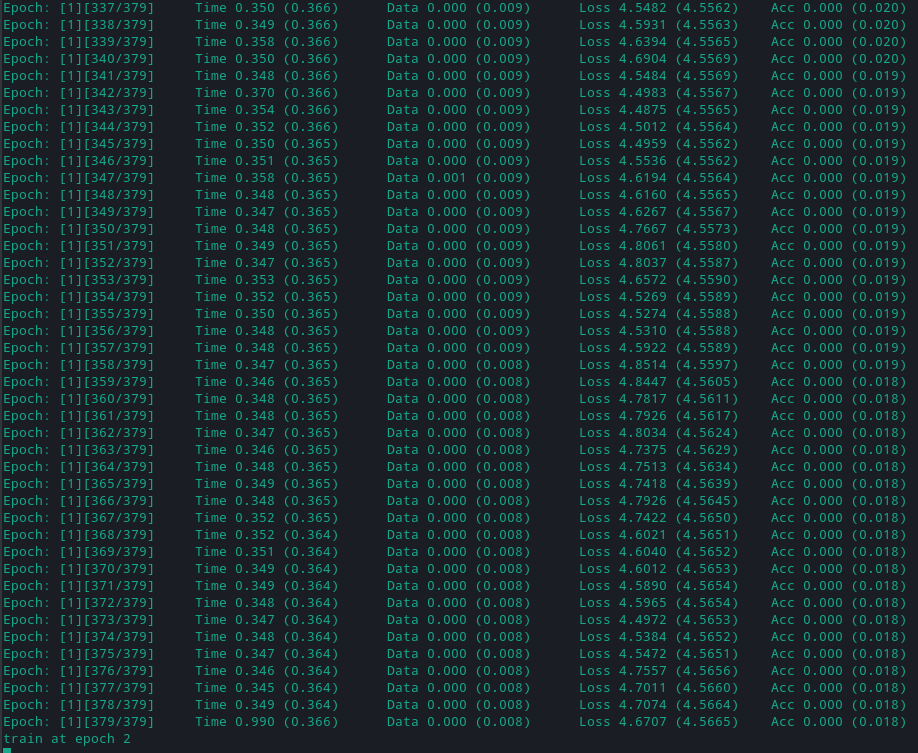 Epoch: [1][337/379] Time 0.350 (0.366) Data 0.000 (0.009) Loss 4.5482 (4.5562) Acc 0.000 (0.020)
Epoch: [1][338/379] Time 0.349 (0.366) Data 0.000 (0.009) Loss 4.5931 (4.5563) Acc 0.000 (0.020)
Epoch: [1][339/379] Time 0.358 (0.366) Data 0.000 (0.009) Loss 4.6394 (4.5565) Acc 0.000 (0.020)
Epoch: [1][340/379] Time 0.350 (0.366) Data 0.000 (0.009) Loss 4.6904 (4.5569) Acc 0.000 (0.020)
Epoch: [1][341/379] Time 0.348 (0.366) Data 0.000 (0.009) Loss 4.5484 (4.5569) Acc 0.000 (0.019)
Epoch: [1][342/379] Time 0.370 (0.366) Data 0.000 (0.009) Loss 4.4983 (4.5567) Acc 0.000 (0.019)
Epoch: [1][343/379] Time 0.354 (0.366) Data 0.000 (0.009) Loss 4.4875 (4.5565) Acc 0.000 (0.019)
Epoch: [1][344/379] Time 0.352 (0.366) Data 0.000 (0.009) Loss 4.5012 (4.5564) Acc 0.000 (0.019)
Epoch: [1][345/379] Time 0.350 (0.365) Data 0.000 (0.009) Loss 4.4959 (4.5562) Acc 0.000 (0.019)
Epoch: [1][346/379] Time 0.351 (0.365) Data 0.000 (0.009) Loss 4.5536 (4.5562) Acc 0.000 (0.019)
Epoch: [1][347/379] Time 0.358 (0.365) Data 0.001 (0.009) Loss 4.6194 (4.5564) Acc 0.000 (0.019)
Epoch: [1][348/379] Time 0.348 (0.365) Data 0.000 (0.009) Loss 4.6160 (4.5565) Acc 0.000 (0.019)
Epoch: [1][349/379] Time 0.347 (0.365) Data 0.000 (0.009) Loss 4.6267 (4.5567) Acc 0.000 (0.019)
Epoch: [1][350/379] Time 0.348 (0.365) Data 0.000 (0.009) Loss 4.7667 (4.5573) Acc 0.000 (0.019)
Epoch: [1][351/379] Time 0.349 (0.365) Data 0.000 (0.009) Loss 4.8061 (4.5580) Acc 0.000 (0.019)
Epoch: [1][352/379] Time 0.347 (0.365) Data 0.000 (0.009) Loss 4.8037 (4.5587) Acc 0.000 (0.019)
Epoch: [1][353/379] Time 0.353 (0.365) Data 0.000 (0.009) Loss 4.6572 (4.5590) Acc 0.000 (0.019)
Epoch: [1][354/379] Time 0.352 (0.365) Data 0.000 (0.009) Loss 4.5269 (4.5589) Acc 0.000 (0.019)
Epoch: [1][355/379] Time 0.350 (0.365) Data 0.000 (0.009) Loss 4.5274 (4.5588) Acc 0.000 (0.019)
Epoch: [1][356/379] Time 0.348 (0.365) Data 0.000 (0.009) Loss 4.5310 (4.5588) Acc 0.000 (0.019)
Epoch: [1][357/379] Time 0.348 (0.365) Data 0.000 (0.009) Loss 4.5922 (4.5589) Acc 0.000 (0.019)
Epoch: [1][358/379] Time 0.347 (0.365) Data 0.000 (0.008) Loss 4.8514 (4.5597) Acc 0.000 (0.019)
Epoch: [1][359/379] Time 0.346 (0.365) Data 0.000 (0.008) Loss 4.8447 (4.5605) Acc 0.000 (0.018)
Epoch: [1][360/379] Time 0.348 (0.365) Data 0.000 (0.008) Loss 4.7817 (4.5611) Acc 0.000 (0.018)
Epoch: [1][361/379] Time 0.348 (0.365) Data 0.000 (0.008) Loss 4.7926 (4.5617) Acc 0.000 (0.018)
Epoch: [1][362/379] Time 0.347 (0.365) Data 0.000 (0.008) Loss 4.8034 (4.5624) Acc 0.000 (0.018)
Epoch: [1][363/379] Time 0.346 (0.365) Data 0.000 (0.008) Loss 4.7375 (4.5629) Acc 0.000 (0.018)
Epoch: [1][364/379] Time 0.348 (0.365) Data 0.000 (0.008) Loss 4.7513 (4.5634) Acc 0.000 (0.018)
Epoch: [1][365/379] Time 0.349 (0.365) Data 0.000 (0.008) Loss 4.7418 (4.5639) Acc 0.000 (0.018)
Epoch: [1][366/379] Time 0.348 (0.365) Data 0.000 (0.008) Loss 4.7926 (4.5645) Acc 0.000 (0.018)
Epoch: [1][367/379] Time 0.352 (0.365) Data 0.000 (0.008) Loss 4.7422 (4.5650) Acc 0.000 (0.018)
Epoch: [1][368/379] Time 0.352 (0.364) Data 0.000 (0.008) Loss 4.6021 (4.5651) Acc 0.000 (0.018)
Epoch: [1][369/379] Time 0.351 (0.364) Data 0.000 (0.008) Loss 4.6040 (4.5652) Acc 0.000 (0.018)
Epoch: [1][370/379] Time 0.349 (0.364) Data 0.000 (0.008) Loss 4.6012 (4.5653) Acc 0.000 (0.018)
Epoch: [1][371/379] Time 0.349 (0.364) Data 0.000 (0.008) Loss 4.5890 (4.5654) Acc 0.000 (0.018)
Epoch: [1][372/379] Time 0.348 (0.364) Data 0.000 (0.008) Loss 4.5965 (4.5654) Acc 0.000 (0.018)
Epoch: [1][373/379] Time 0.347 (0.364) Data 0.000 (0.008) Loss 4.4972 (4.5653) Acc 0.000 (0.018)
Epoch: [1][374/379] Time 0.348 (0.364) Data 0.000 (0.008) Loss 4.5384 (4.5652) Acc 0.000 (0.018)
Epoch: [1][375/379] Time 0.347 (0.364) Data 0.000 (0.008) Loss 4.5472 (4.5651) Acc 0.000 (0.018)
Epoch: [1][376/379] Time 0.346 (0.364) Data 0.000 (0.008) Loss 4.7557 (4.5656) Acc 0.000 (0.018)
Epoch: [1][377/379] Time 0.345 (0.364) Data 0.000 (0.008) Loss 4.7011 (4.5660) Acc 0.000 (0.018)
Epoch: [1][378/379] Time 0.349 (0.364) Data 0.000 (0.008) Loss 4.7074 (4.5664) Acc 0.000 (0.018)
Epoch: [1][379/379] Time 0.990 (0.366) Data 0.000 (0.008) Loss 4.6707 (4.5665) Acc 0.000 (0.018)
train at epoch 2